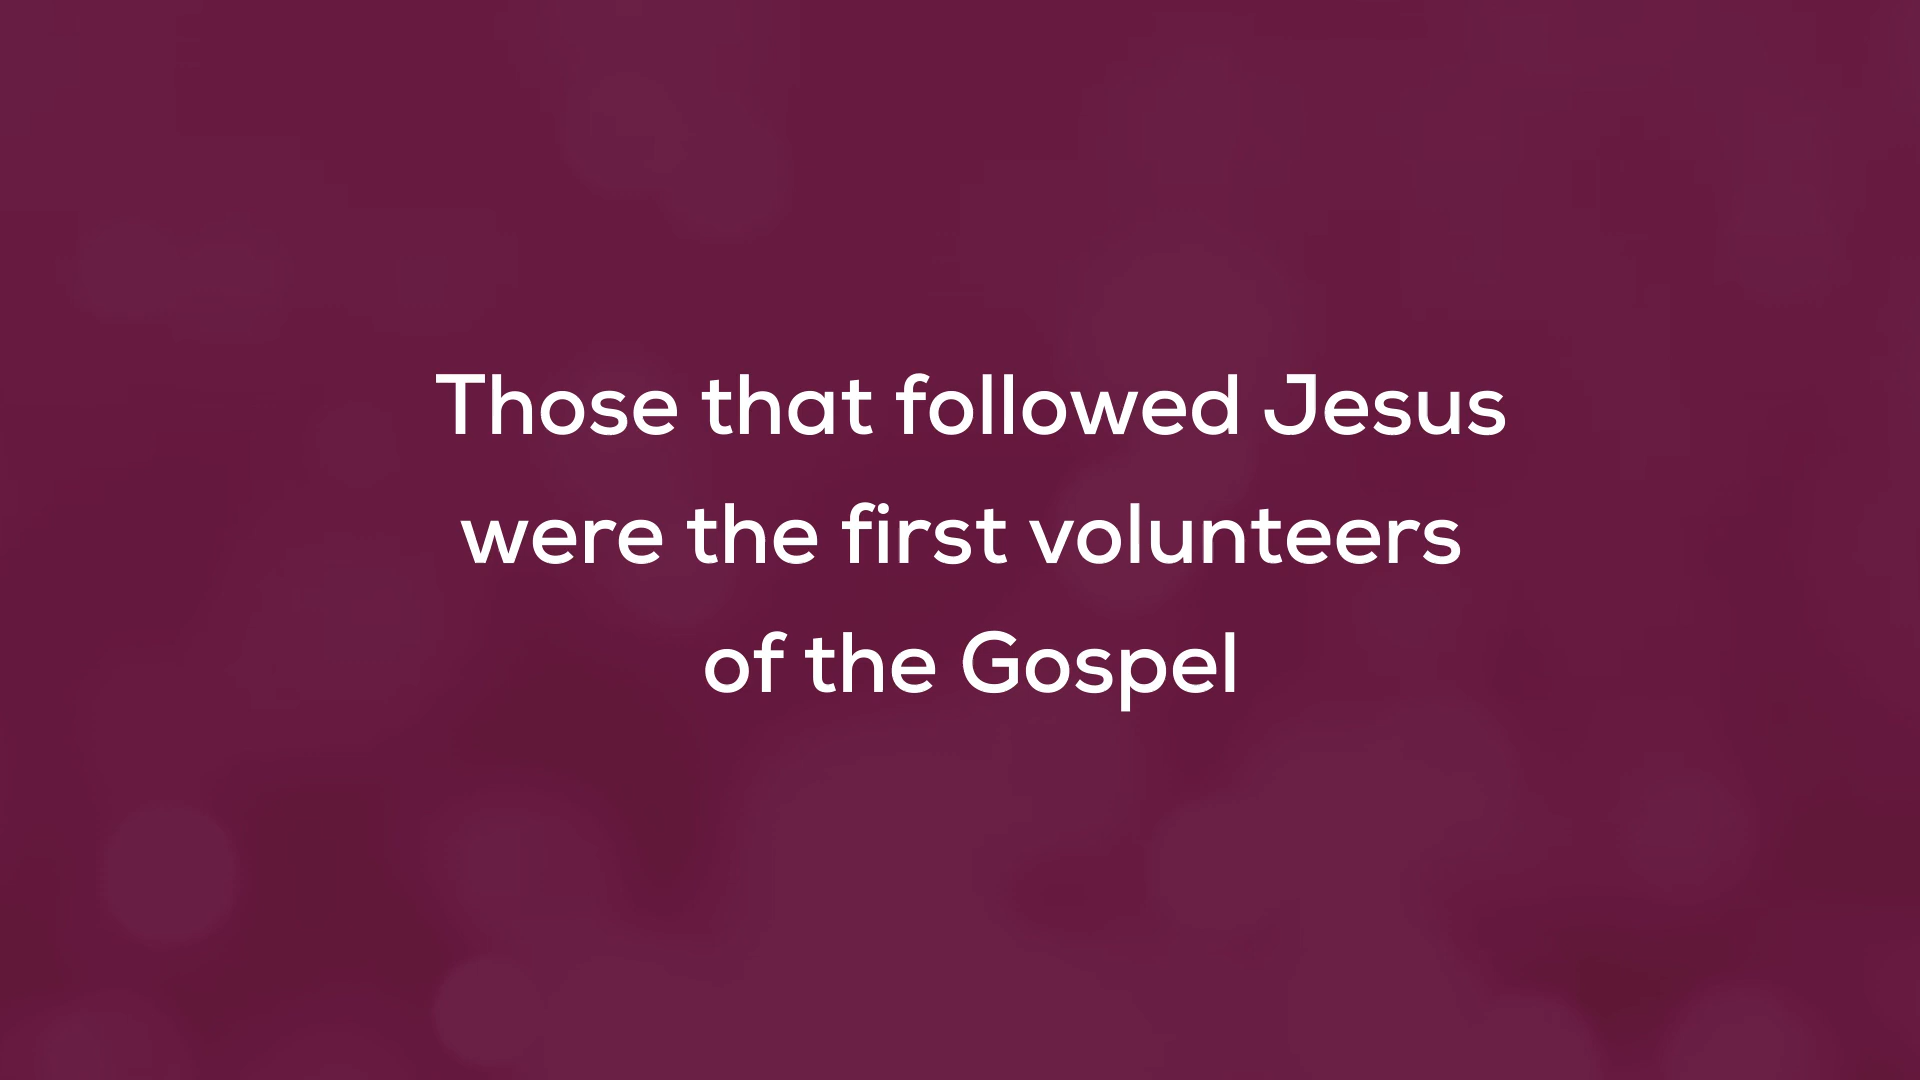 Those that followed Jesus
were the first volunteers
of the Gospel